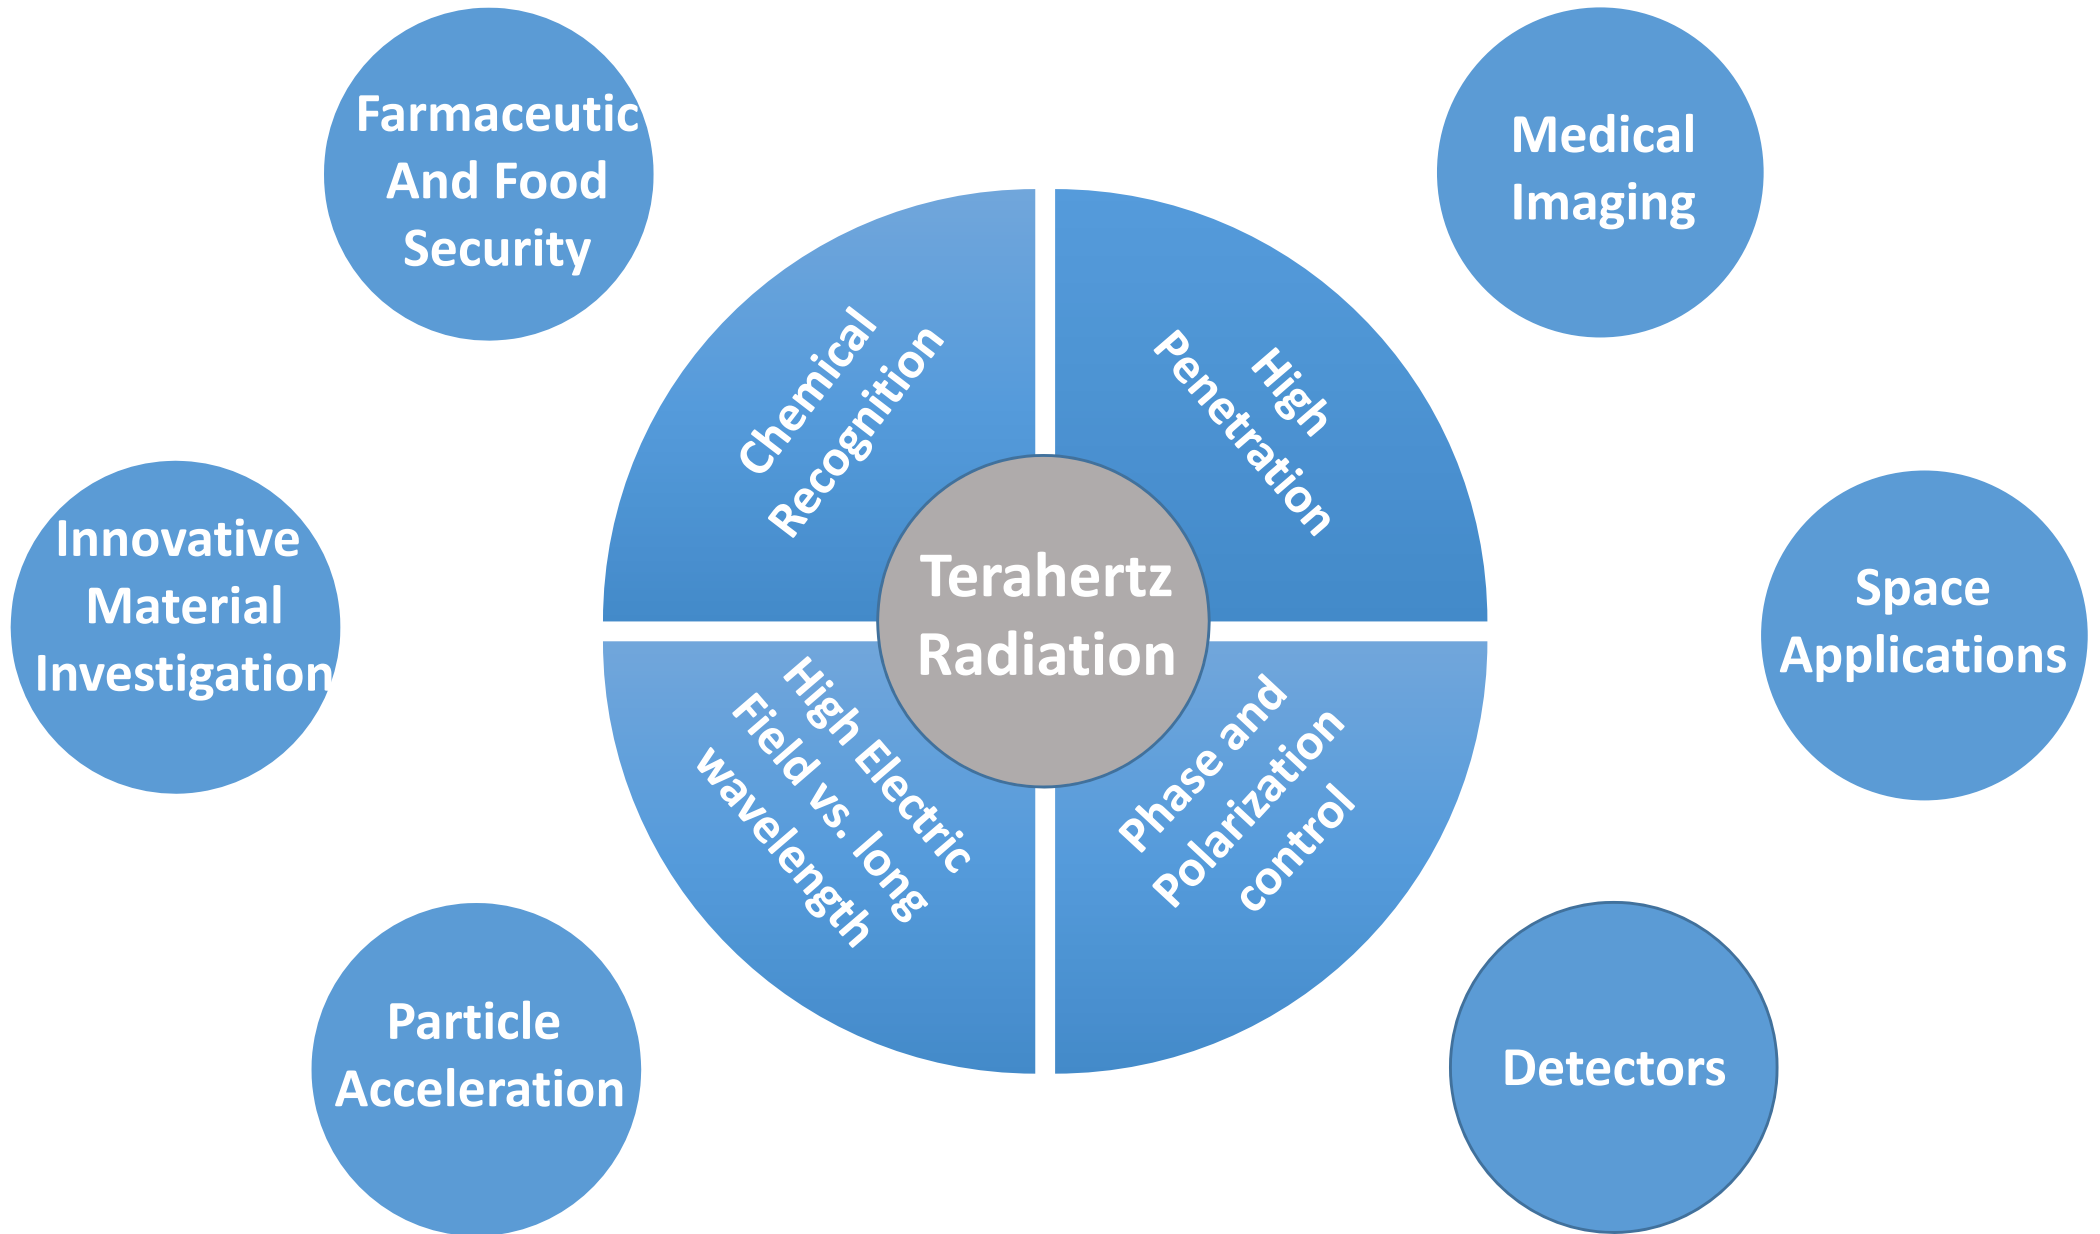 Farmaceutic
And Food
Security
Medical
Imaging
Chemical
Recognition
High
Penetration
Innovative
Material
Investigation
Terahertz
Radiation
Space
Applications
High Electric
Field vs. long
wavelength
Phase and
Polarization
control
Particle
Acceleration
Detectors